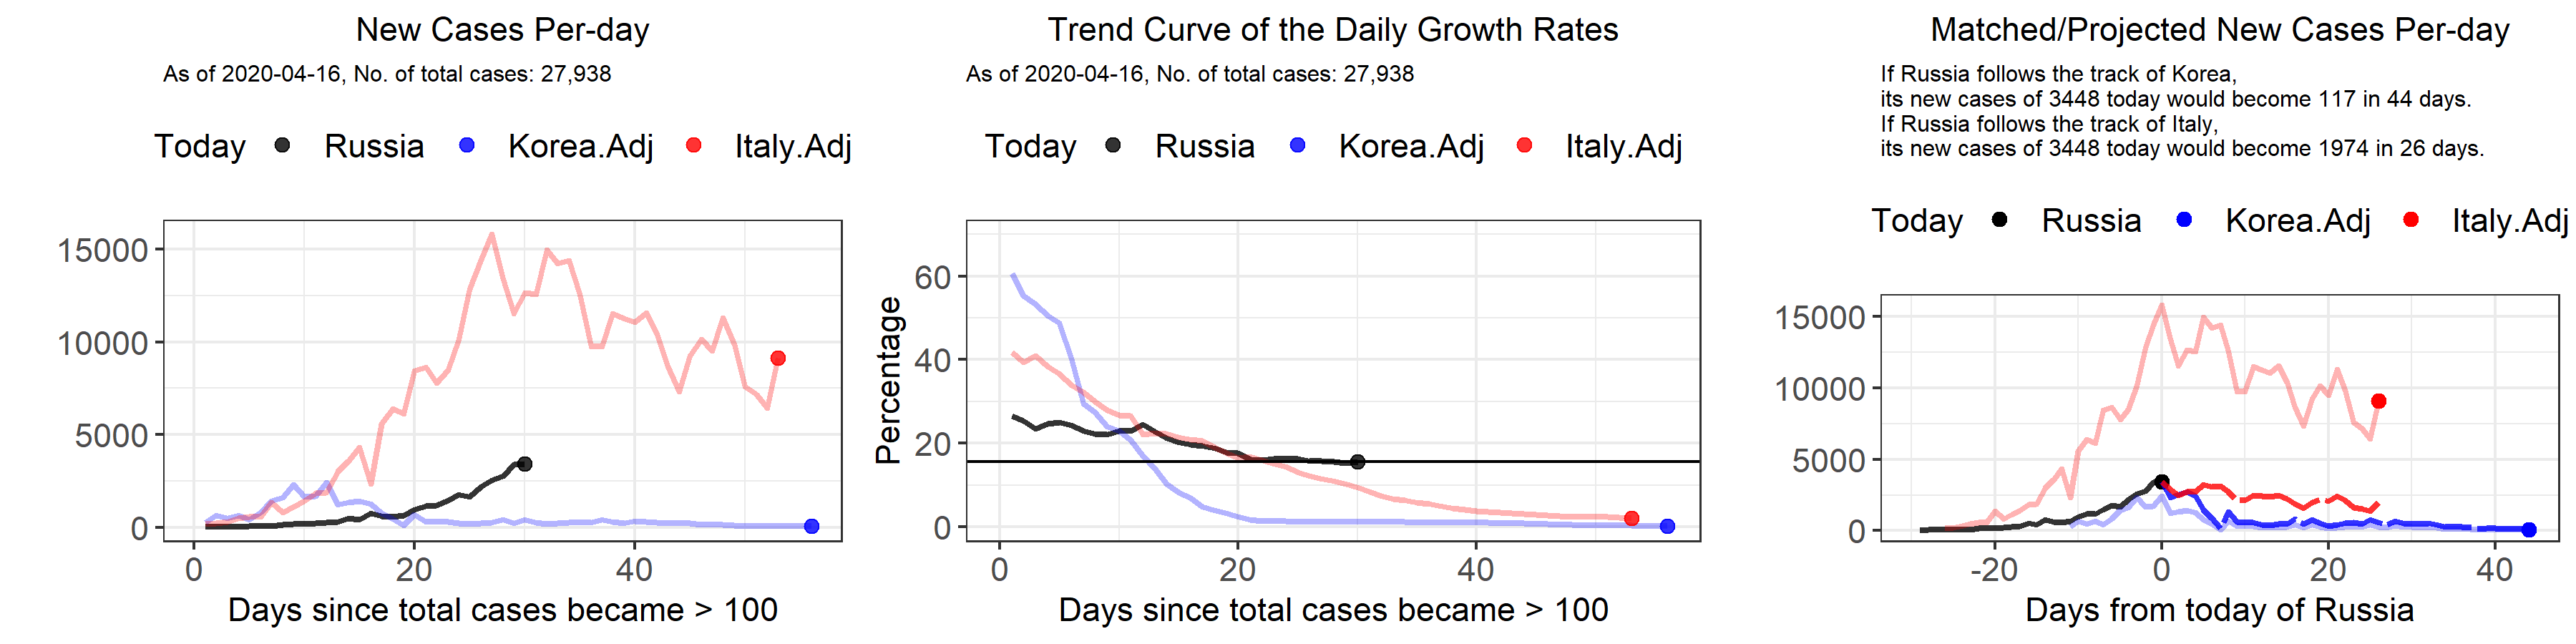 New Cases Per-day
As of 2020-04-16, No. of total cases: 27,938
Today Russia Korea.Adj Italy.Adj
15000
10000
5000
0
0 20 40
Days since total cases became > 100
Trend Curve of the Daily Growth Rates
As of 2020-04-16, No. of total cases: 27,938
Today Russia Korea.Adj Italy.Adj
Percentage
60
40
20
0
0 20 40
Days since total cases became > 100
Matched/Projected New Cases Per-day
If Russia follows the track of Korea,
its new cases of 3448 today would become 117 in 44 days.
If Russia follows the track of Italy,
its new cases of 3448 today would become 1974 in 26 days.
Today Russia Korea.Adj Italy.Adj
15000
10000
5000
0
-20 0 20 40
Days from today of Russia